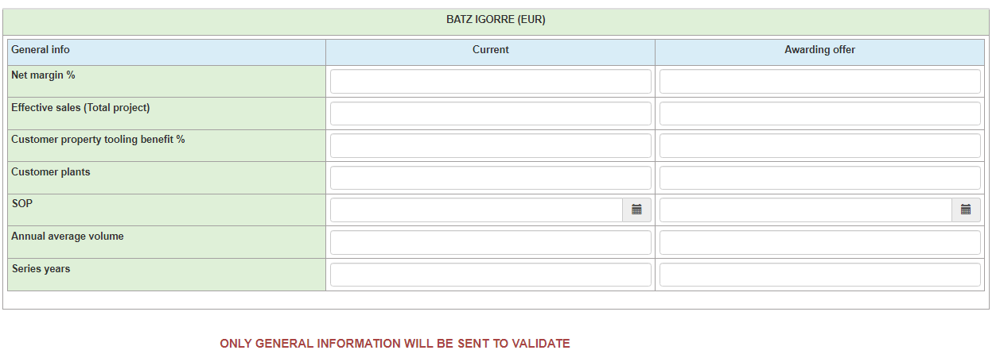 BATZ IGORRE (EUR)
General info Current Awarding offer
Net margin %
Effective sales (Total project)
Customer property tooling benefit %
Customer plants
SOP
Annual average volume
Series years
ONLY GENERAL INFORMATION WILL BE SENT TO VALIDATE